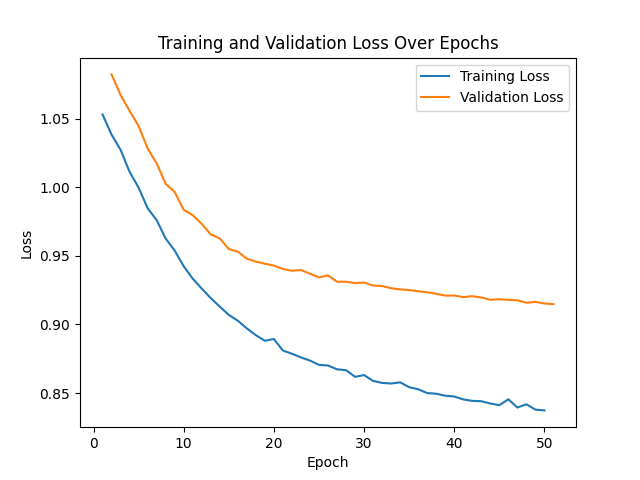 Training and Validation Loss Over Epochs
Training Loss
Validation Loss
1.05
1.00
0.95
0.90
0.85
Loss
0
10
20
30
40
50
Epoch